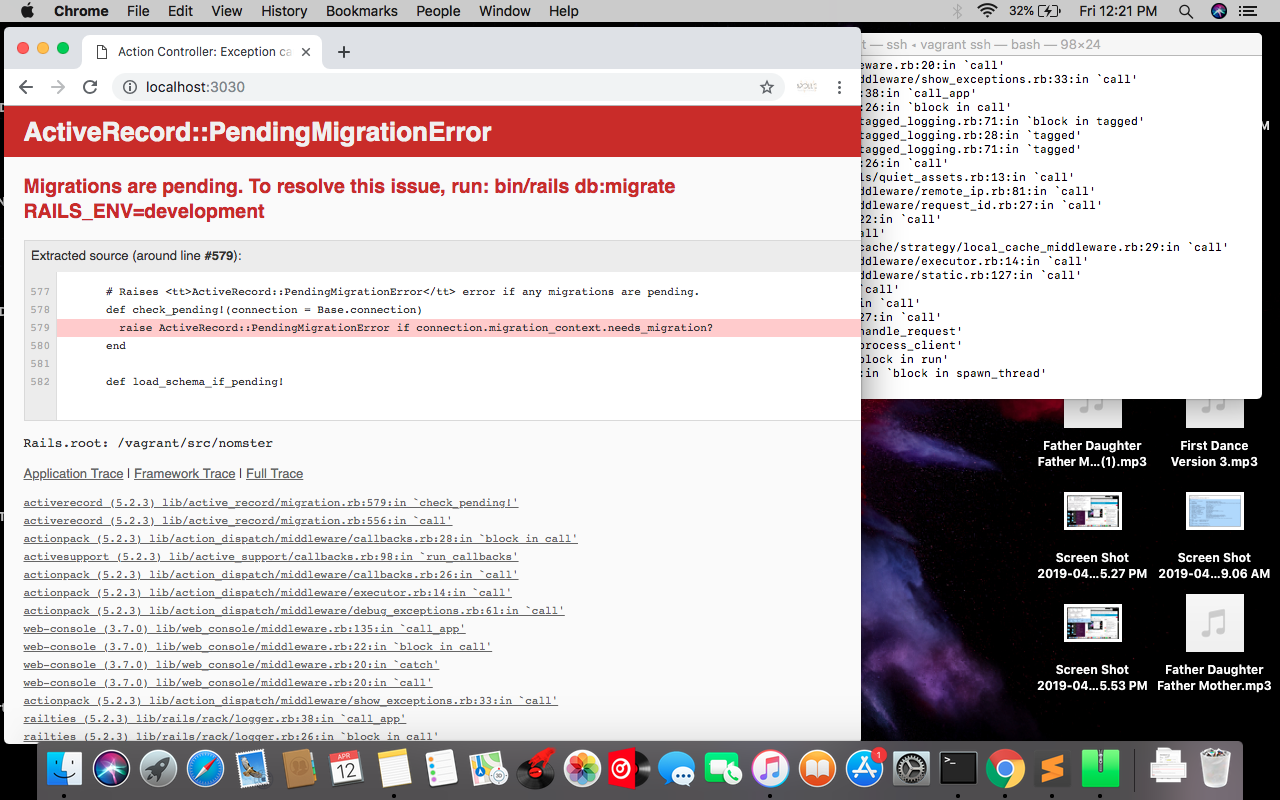 Chrome File Edit View History Bookmarks People Window Help 32% Fri 12:21 PM
Action Controller: Exception ca
t — ssh ◂ vagrant ssh — bash — 98×24
localhost:3030
ActiveRecord::PendingMigrationError
Migrations are pending. To resolve this issue, run: bin/rails db:migrate
RAILS_ENV=development
Extracted source (around line #579):
577 # Raises <tt>ActiveRecord::PendingMigrationError</tt> error if any migrations are pending.
578 def check_pending!(connection = Base.connection)
579 raise ActiveRecord::PendingMigrationError if connection.migration_context.needs_migration?
580 end
581
582 def load_schema_if_pending!
Rails.root: /vagrant/src/nomster
Application Trace | Framework Trace | Full Trace
activerecord (5.2.3) lib/active_record/migration.rb:579:in `check_pending!'
activerecord (5.2.3) lib/active_record/migration.rb:556:in `call'
actionpack (5.2.3) lib/action_dispatch/middleware/callbacks.rb:28:in `block in call'
activesupport (5.2.3) lib/active_support/callbacks.rb:98:in `run_callbacks'
actionpack (5.2.3) lib/action_dispatch/middleware/callbacks.rb:26:in `call'
actionpack (5.2.3) lib/action_dispatch/middleware/executor.rb:14:in `call'
actionpack (5.2.3) lib/action_dispatch/middleware/debug_exceptions.rb:61:in `call'
web-console (3.7.0) lib/web_console/middleware.rb:135:in `call_app'
web-console (3.7.0) lib/web_console/middleware.rb:22:in `block in call'
web-console (3.7.0) lib/web_console/middleware.rb:20:in `catch'
web-console (3.7.0) lib/web_console/middleware.rb:20:in `call'
actionpack (5.2.3) lib/action_dispatch/middleware/show_exceptions.rb:33:in `call'
railties (5.2.3) lib/rails/rack/logger.rb:38:in `call_app'
railties (5.2.3) lib/rails/rack/logger.rb:26:in `block in call'
eware.rb:20:in `call'
ddleware/show_exceptions.rb:33:in `call'
:38:in `call_app'
:26:in `block in call'
tagged_logging.rb:71:in `block in tagged'
tagged_logging.rb:28:in `tagged'
tagged_logging.rb:71:in `tagged'
:26:in `call'
ls/quiet_assets.rb:13:in `call'
ddleware/remote_ip.rb:81:in `call'
ddleware/request_id.rb:27:in `call'
22:in `call'
all'
cache/strategy/local_cache_middleware.rb:29:in `call'
ddleware/executor.rb:14:in `call'
ddleware/static.rb:127:in `call'
`call'
in `call'
27:in `call'
handle_request'
process_client'
block in run'
:in `block in spawn_thread'
M
Father Daughter
Father M...(1).mp3
First Dance
Version 3.mp3
Screen Shot
2019-04...5.27 PM
Screen Shot
2019-04...9.06 AM
Screen Shot
2019-04...5.53 PM
Father Daughter
Father Mother.mp3
APR
12
3D
1
>_